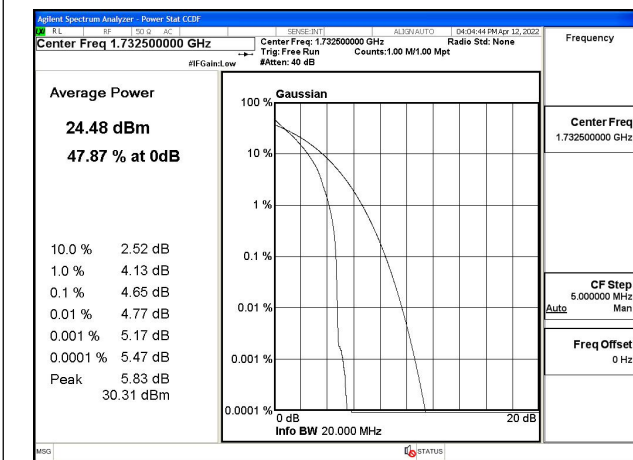 Agilent Spectrum Analyzer - Power Stat CCDF
RL RF 50 Ω AC SENSE:INT ALIGN AUTO 04:04:44 PM Apr 12, 2022
Center Freq 1.732500000 GHz
Center Freq: 1.732500000 GHz Radio Std: None
Trig: Free Run Counts:1.00 M/1.00 Mpt
#IFGain:Low #Atten: 40 dB
Frequency
Average Power
24.48 dBm
47.87 % at 0dB
10.0 % 2.52 dB
1.0 % 4.13 dB
0.1 % 4.65 dB
0.01 % 4.77 dB
0.001 % 5.17 dB
0.0001 % 5.47 dB
Peak 5.83 dB
30.31 dBm
Gaussian
100 %
10 %
1 %
0.1 %
0.01 %
0.001 %
0.0001 %
0 dB 20 dB
Info BW 20.000 MHz
Center Freq
1.732500000 GHz
CF Step
5.000000 MHz
Auto Man
Freq Offset
0 Hz
MSG STATUS